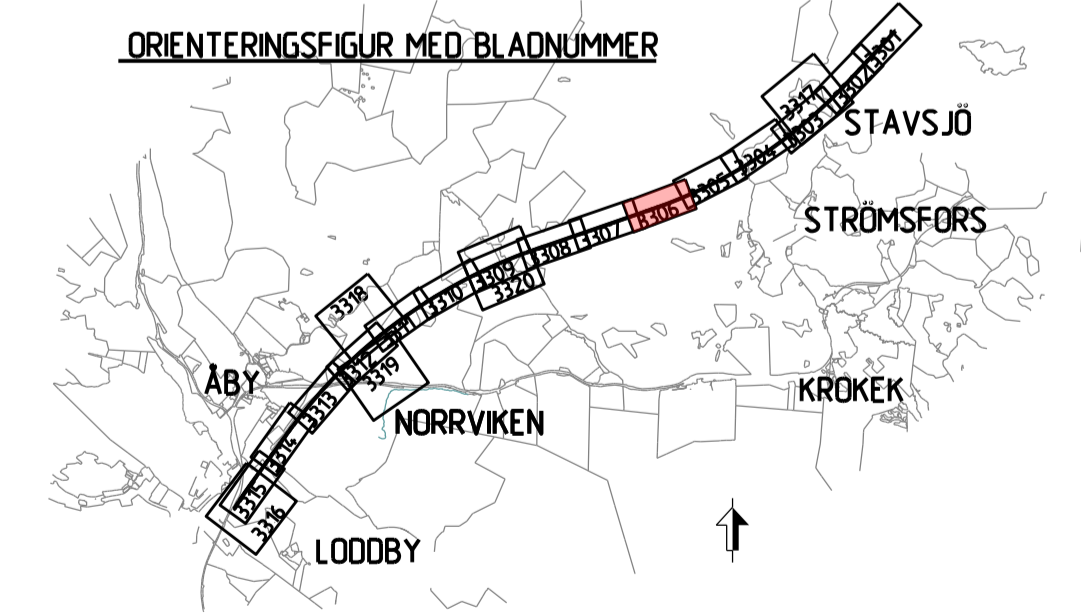 ORIENTERINGSFIGUR MED BLADNUMMER
3301
3302
3317
3303
STAVSJÖ
3304
3305
3306
STRÖMSFORS
3307
3308
3309
3320
3310
3318
3311
3312
3319
ÅBY
KROKEK
3313
NORRVIKEN
3314
3315
3316
LODDBY